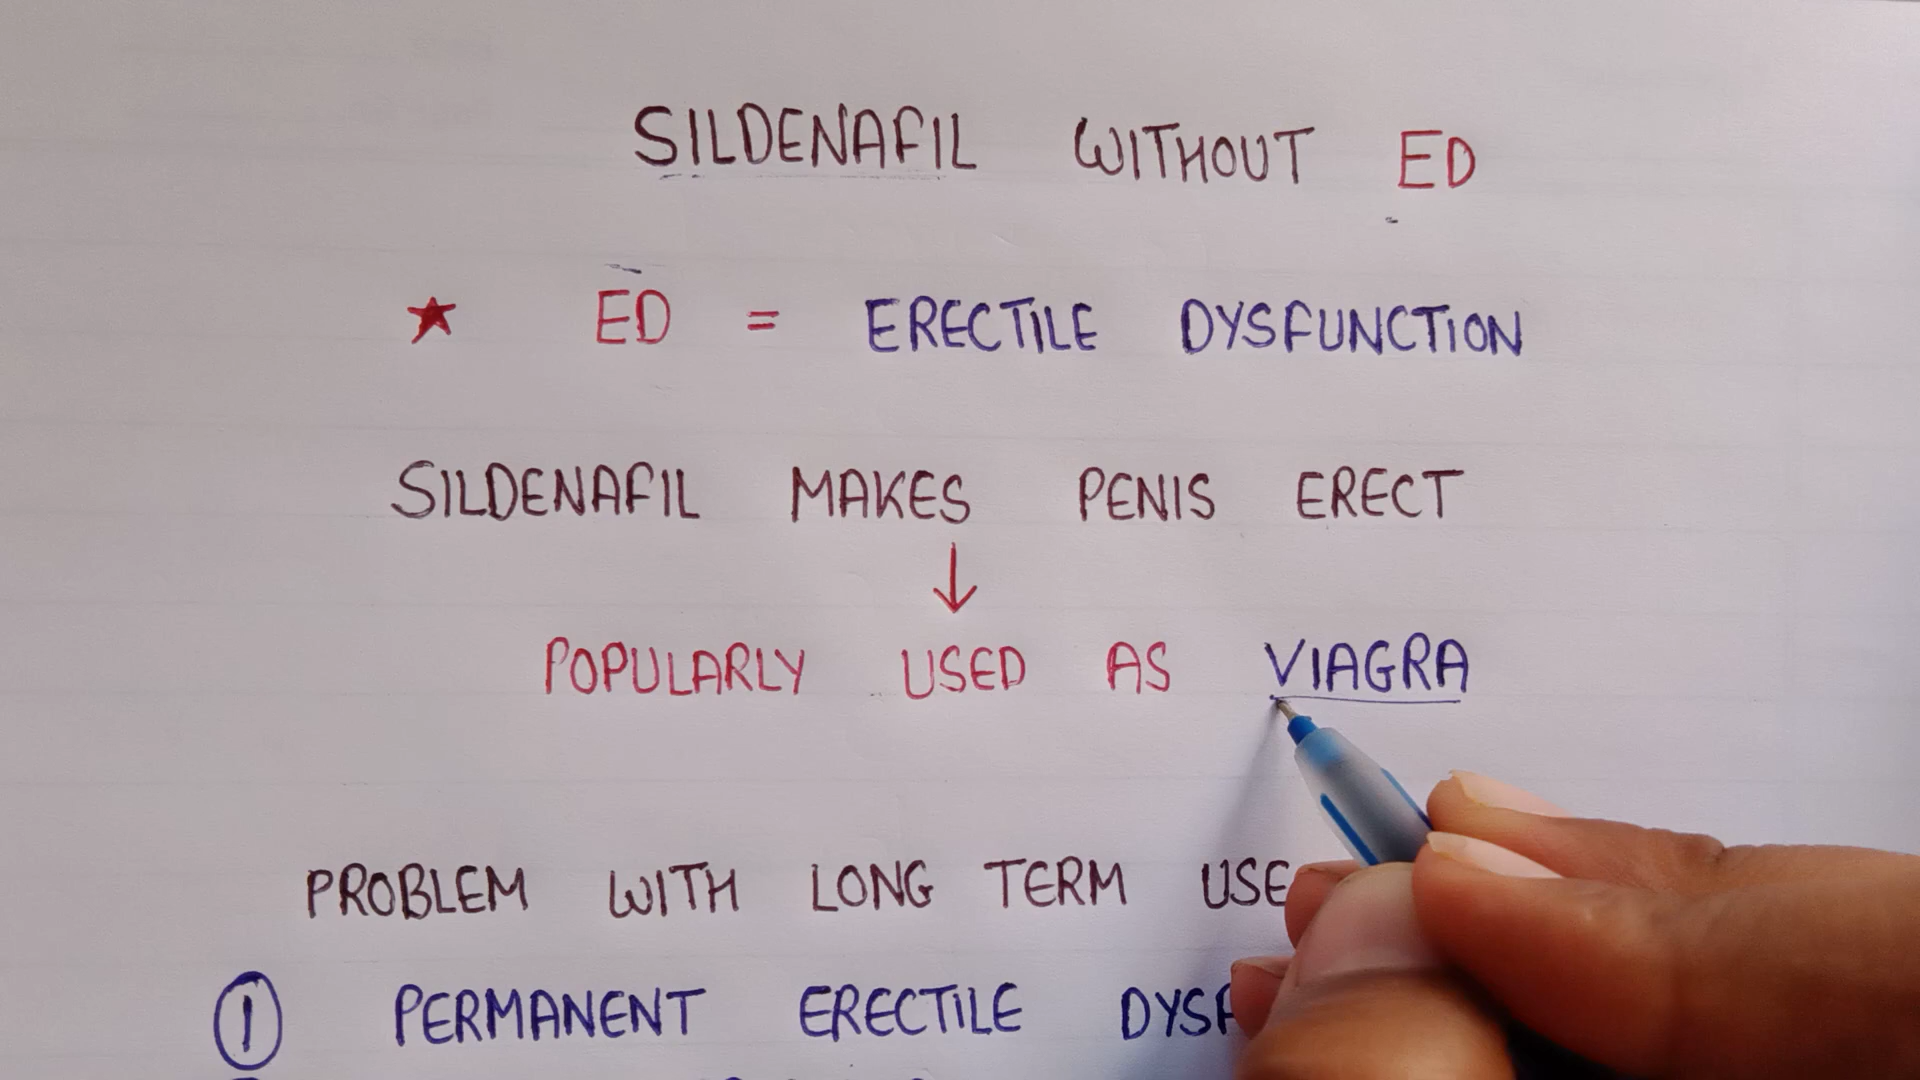 SILDENAFIL WITHOUT ED
★ ED = ERECTILE DYSFUNCTION
SILDENAFIL MAKES PENIS ERECT
↓
POPULARLY USED AS VIAGRA
PROBLEM WITH LONG TERM USE
① PERMANENT ERECTILE